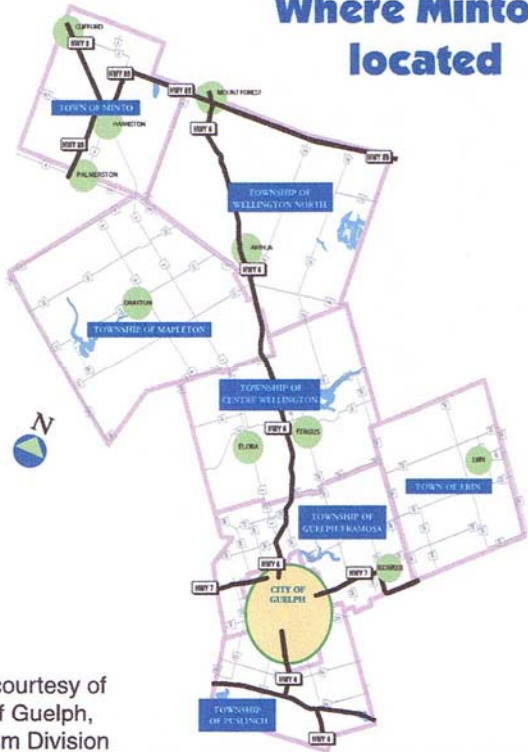 Where Minto
located
CLIFFORD
HWY 9
HWY 89
HWY 89
MOUNT FOREST
TOWN OF MINTO
HARRISTON
HWY 6
PALMERSTON
HWY 89
TOWNSHIP OF
WELLINGTON NORTH
ARTHUR
HWY 6
DRAYTON
TOWNSHIP OF MAPLETON
TOWNSHIP OF
CENTRE WELLINGTON
N
HWY 6
FERGUS
ELORA
ERIN
TOWN OF ERIN
TOWNSHIP OF
GUELPH/ERAMOSA
HWY 6
HWY 7
HWY 7
ROCKWOOD
CITY OF
GUELPH
HWY 6
TOWNSHIP
OF PUSLINCH
HWY 6
courtesy of
f Guelph,
m Division